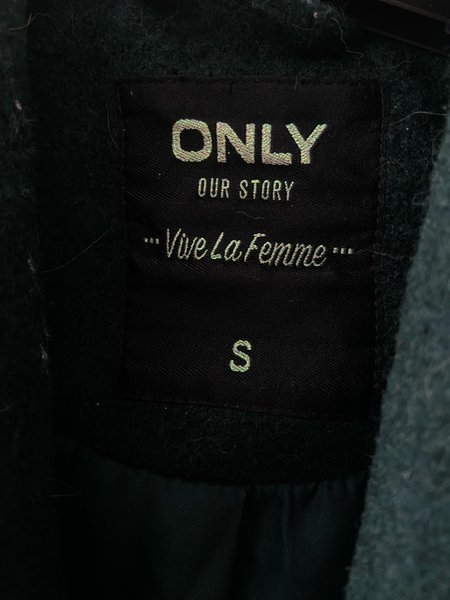 ONLY
OUR STORY
"' Vive La Femme "'
S